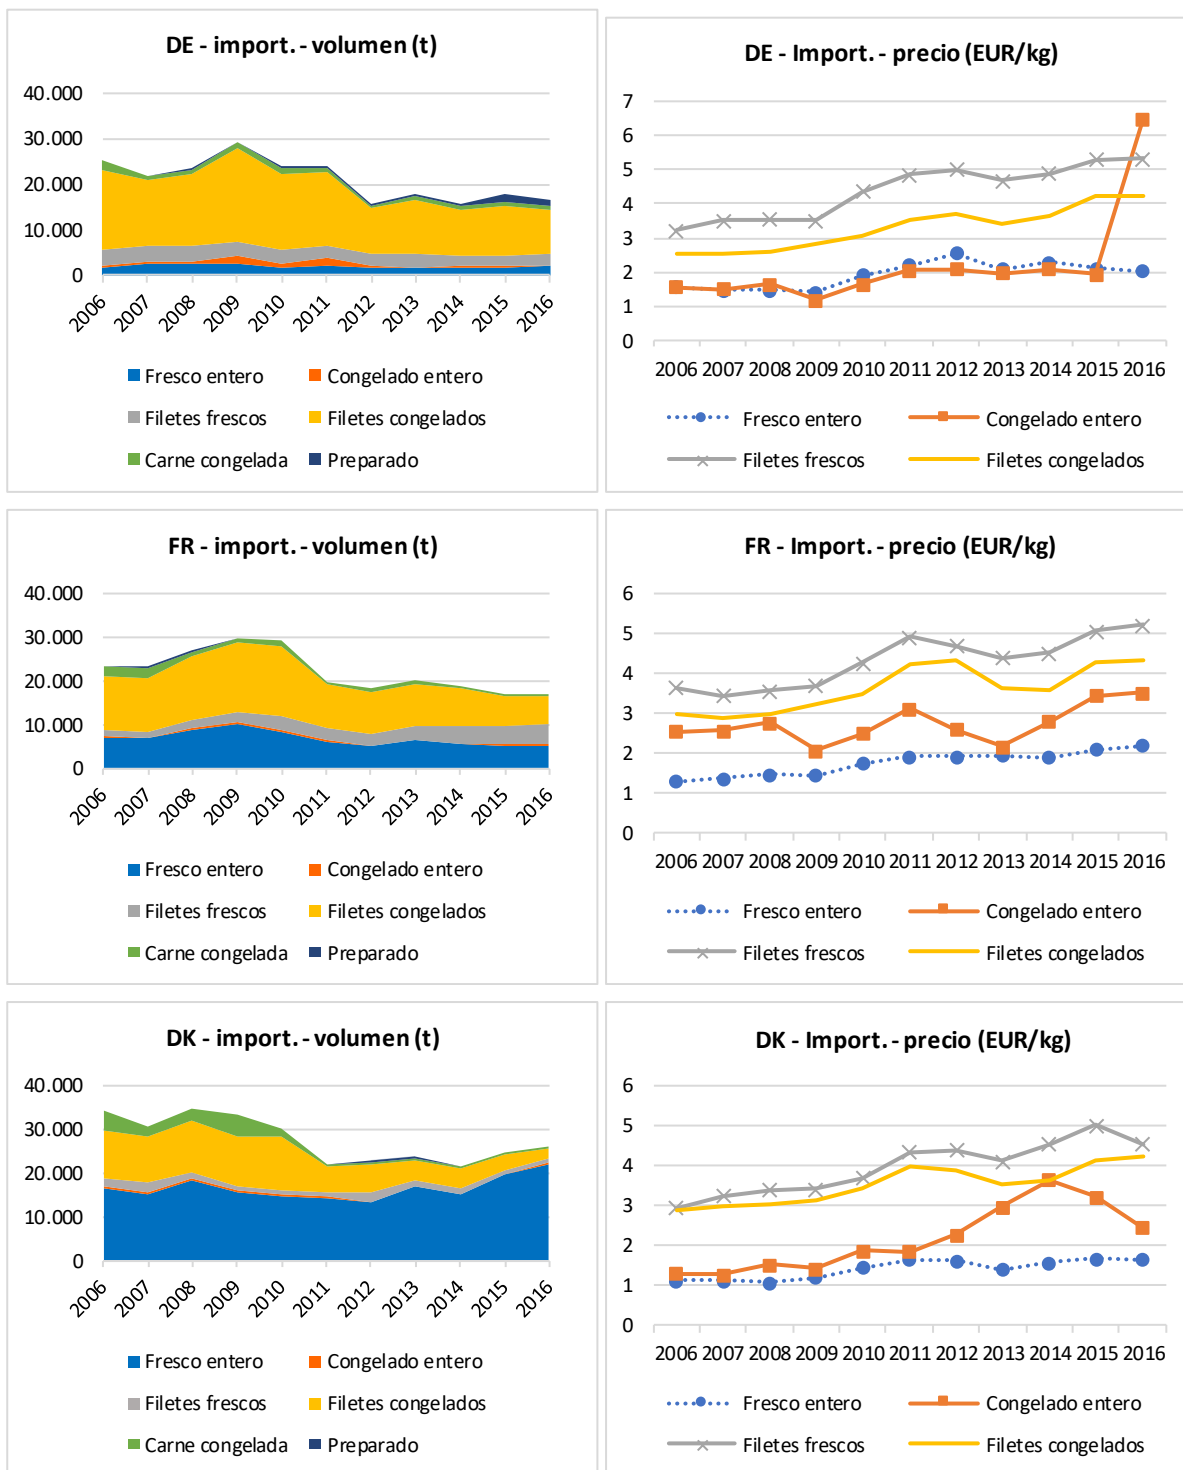 DE - import. - volumen (t)
40.000
30.000
20.000
10.000
0
2006 2007 2008 2009 2010 2011 2012 2013 2014 2015 2016
Fresco entero Congelado entero
Filetes frescos Filetes congelados
Carne congelada Preparado
DE - Import. - precio (EUR/kg)
7
6
5
4
3
2
1
0
2006 2007 2008 2009 2010 2011 2012 2013 2014 2015 2016
Fresco entero Congelado entero
Filetes frescos Filetes congelados
FR - import. - volumen (t)
40.000
30.000
20.000
10.000
0
2006 2007 2008 2009 2010 2011 2012 2013 2014 2015 2016
Fresco entero Congelado entero
Filetes frescos Filetes congelados
Carne congelada Preparado
FR - Import. - precio (EUR/kg)
6
5
4
3
2
1
0
2006 2007 2008 2009 2010 2011 2012 2013 2014 2015 2016
Fresco entero Congelado entero
Filetes frescos Filetes congelados
DK - import. - volumen (t)
40.000
30.000
20.000
10.000
0
2006 2007 2008 2009 2010 2011 2012 2013 2014 2015 2016
Fresco entero Congelado entero
Filetes frescos Filetes congelados
Carne congelada Preparado
DK - Import. - precio (EUR/kg)
6
5
4
3
2
1
0
2006 2007 2008 2009 2010 2011 2012 2013 2014 2015 2016
Fresco entero Congelado entero
Filetes frescos Filetes congelados